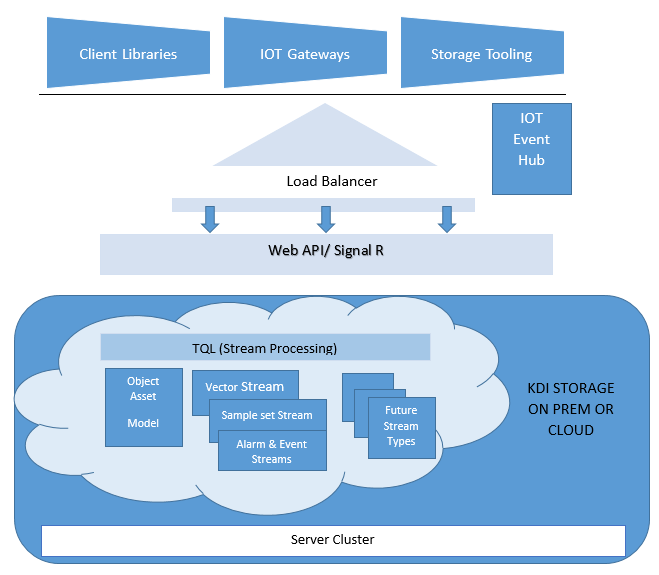 Client Libraries
IOT Gateways
Storage Tooling
IOT
Event
Hub
Load Balancer
Web API/ Signal R
TQL (Stream Processing)
Object
Asset
Model
Vector Stream
Sample set Stream
Alarm & Event
Streams
Future
Stream
Types
KDI STORAGE
ON PREM OR
CLOUD
Server Cluster